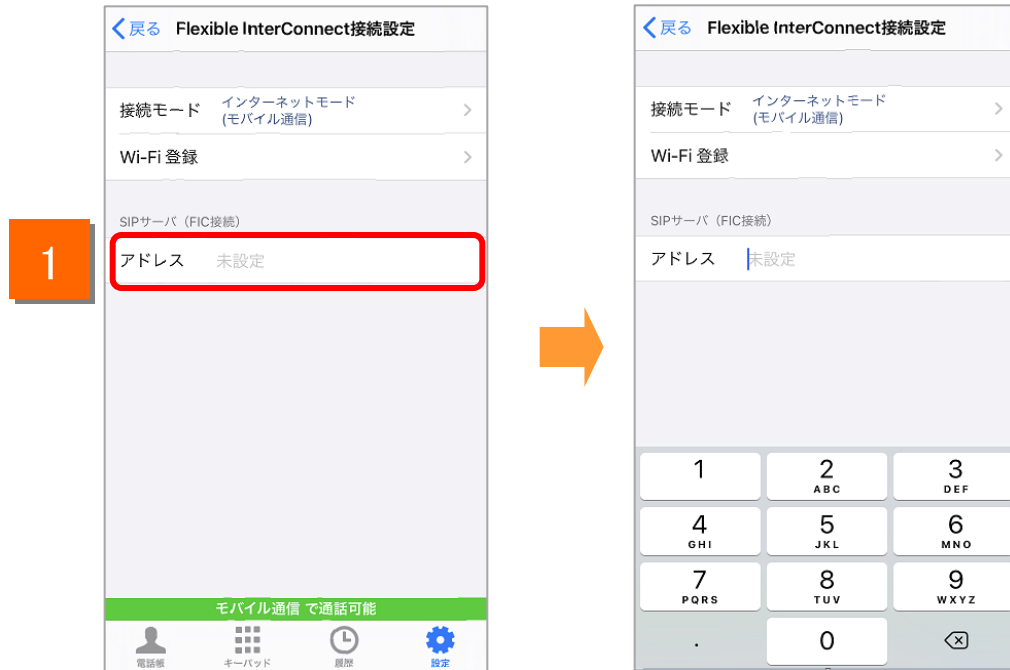 戻る Flexible InterConnect接続設定
接続モード インターネットモード
(モバイル通信)
Wi-Fi 登録
SIPサーバ（FIC接続）
1
アドレス 未設定
モバイル通信 で通話可能
電話帳 キーパッド 履歴 設定
戻る Flexible InterConnect接続設定
接続モード インターネットモード
(モバイル通信)
Wi-Fi 登録
SIPサーバ（FIC接続）
アドレス 未設定
1 2 3
ABC DEF
4 5 6
GHI JKL MNO
7 8 9
PQRS TUV WXYZ
. 0